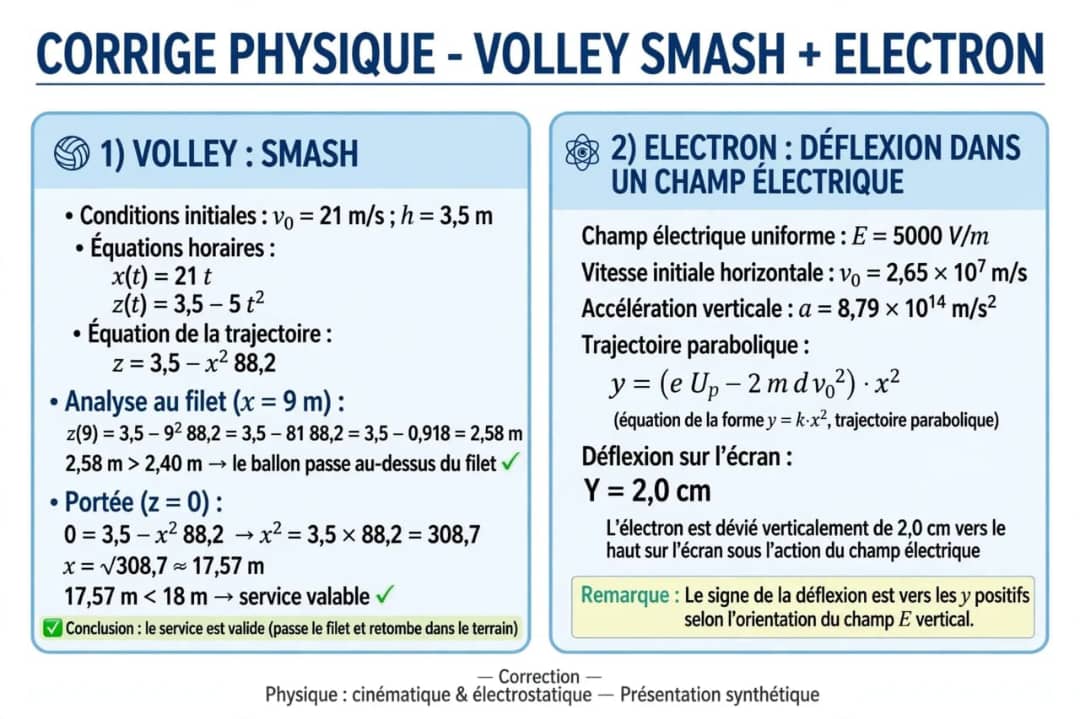 CORRIGE PHYSIQUE - VOLLEY SMASH + ELECTRON
1) VOLLEY : SMASH
• Conditions initiales : v₀ = 21 m/s ; h = 3,5 m
• Équations horaires :
x(t) = 21 t
z(t) = 3,5 – 5 t²
• Équation de la trajectoire :
z = 3,5 – x² 88,2
• Analyse au filet (x = 9 m) :
z(9) = 3,5 – 9² 88,2 = 3,5 – 81 88,2 = 3,5 – 0,918 = 2,58 m
2,58 m > 2,40 m → le ballon passe au-dessus du filet ✓
• Portée (z = 0) :
0 = 3,5 – x² 88,2 → x² = 3,5 × 88,2 = 308,7
x = √308,7 ≈ 17,57 m
17,57 m < 18 m → service valable ✓
✅ Conclusion : le service est valide (passe le filet et retombe dans le terrain)
2) ELECTRON : DÉFLEXION DANS
UN CHAMP ÉLECTRIQUE
Champ électrique uniforme : E = 5000 V/m
Vitesse initiale horizontale : v₀ = 2,65 × 10⁷ m/s
Accélération verticale : a = 8,79 × 10¹⁴ m/s²
Trajectoire parabolique :
y = (e Uₚ – 2 m d v₀²) · x²
(équation de la forme y = k·x², trajectoire parabolique)
Déflexion sur l'écran :
Y = 2,0 cm
L'électron est dévié verticalement de 2,0 cm vers le
haut sur l'écran sous l'action du champ électrique
Remarque : Le signe de la déflexion est vers les y positifs
selon l'orientation du champ E vertical.
— Correction —
Physique : cinématique & électrostatique — Présentation synthétique